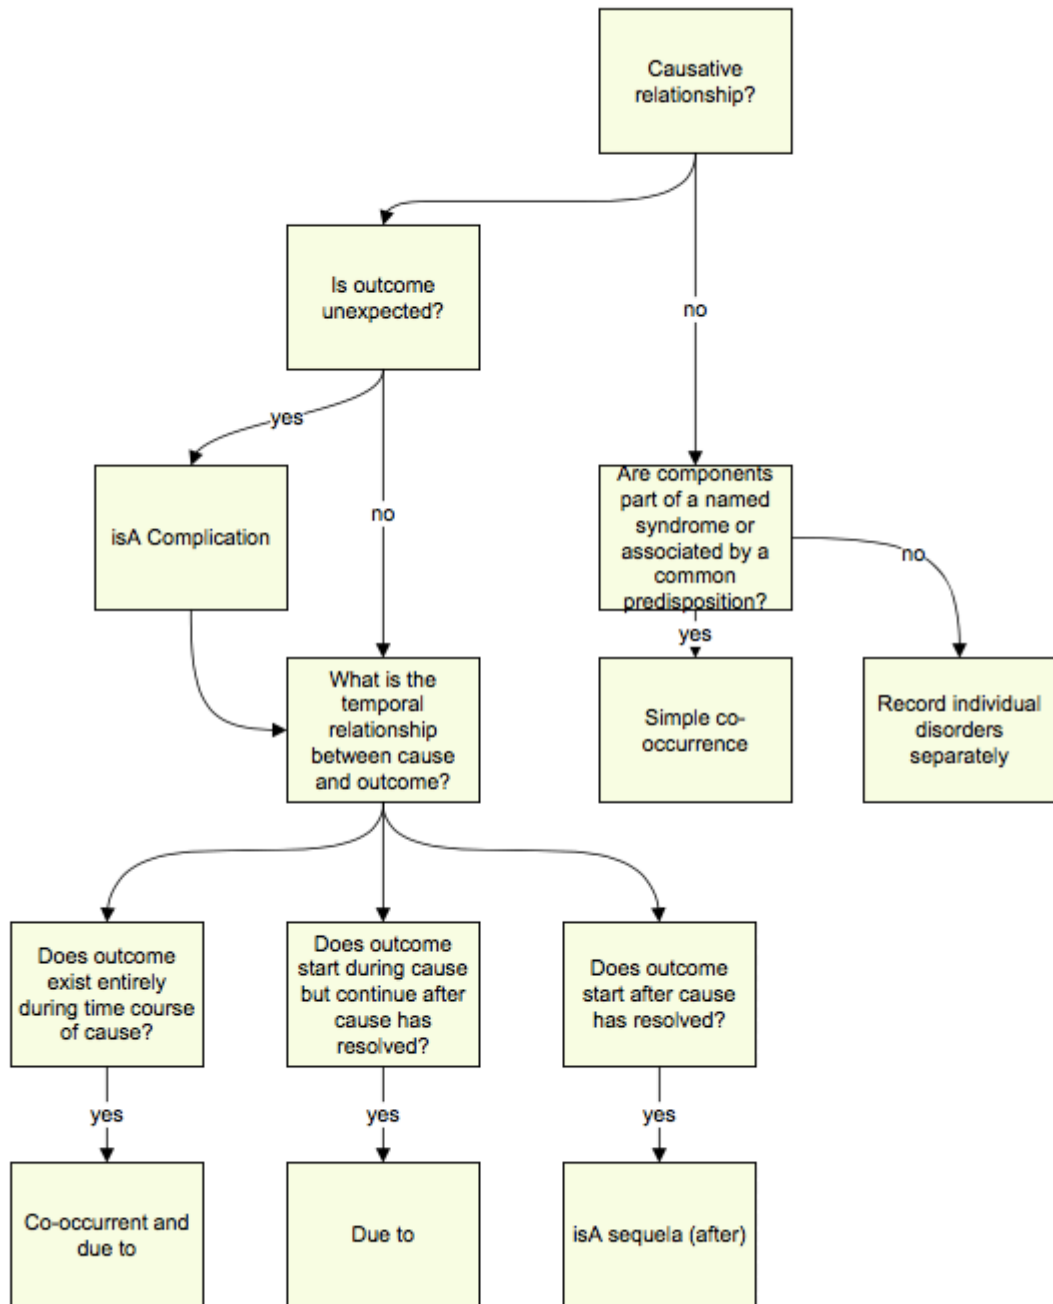 Causative
relationship?
Is outcome
unexpected?
no
yes
isA Complication
no
Are components
part of a named
syndrome or
associated by a
common
predisposition?
no
yes
What is the
temporal
relationship
between cause
and outcome?
Simple co-
occurrence
Record individual
disorders
separately
Does outcome
exist entirely
during time course
of cause?
Does outcome
start during cause
but continue after
cause has
resolved?
Does outcome
start after cause
has resolved?
yes
yes
yes
Co-occurrent and
due to
Due to
isA sequela (after)